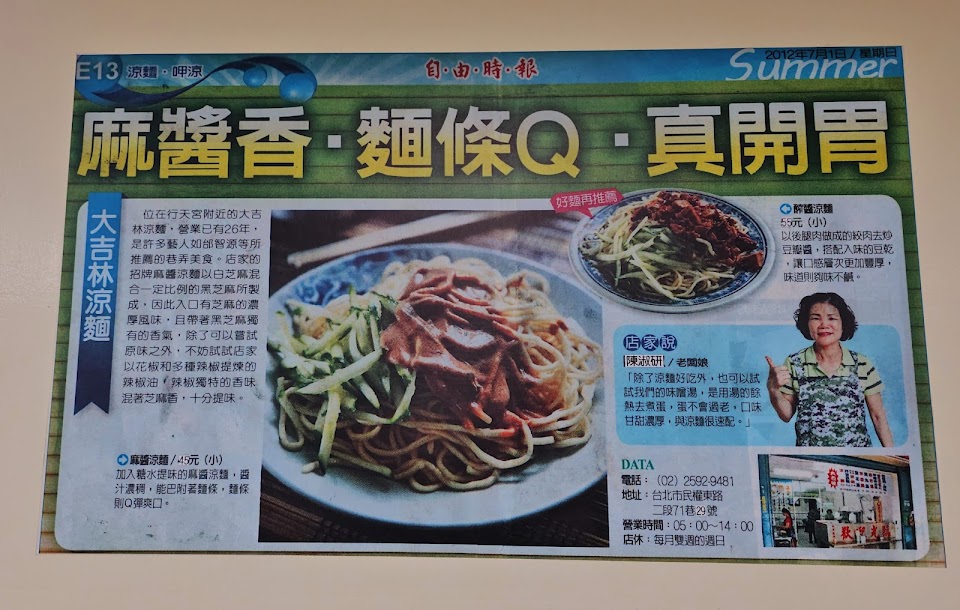 E13 涼麵・呷涼
自・由・時・報
2012年7月1日／星期日
Summer
麻醬香・麵條Q・真開胃
大吉林涼麵
位在行天宮附近的大吉
林涼麵，營業已有26年，
是許多藝人如邰智源等所
推薦的巷弄美食。店家的
招牌麻醬涼麵以白芝麻混
合一定比例的黑芝麻所製
成，因此入口有芝麻的濃
厚風味，且帶著黑芝麻獨
有的香氣，除了可以嘗試
原味之外，不妨試試店家
以花椒和多種辣椒提煉的
辣椒油，辣椒獨特的香味
混著芝麻香，十分提味。
麻醬涼麵／45元（小）
加入糖水提味的麻醬涼麵，醬
汁濃稠，能巴附著麵條，麵條
則Q彈爽口。
好麵再推薦
醡醬涼麵
55元（小）
以後腿肉做成的絞肉去炒
豆瓣醬，搭配入味的豆乾
，讓口感層次更加豐厚，
味道則夠味不鹹。
店家說
陳淑研／老闆娘
「除了涼麵好吃外，也可以試
試我們的味噌湯，是用湯的餘
熱去煮蛋，蛋不會過老，口味
甘甜濃厚，與涼麵很速配。」
DATA
電話：（02）2592-9481
地址：台北市民權東路
二段71巷29號
營業時間：05：00～14：00
店休：每月雙週的週日
歡迎光臨